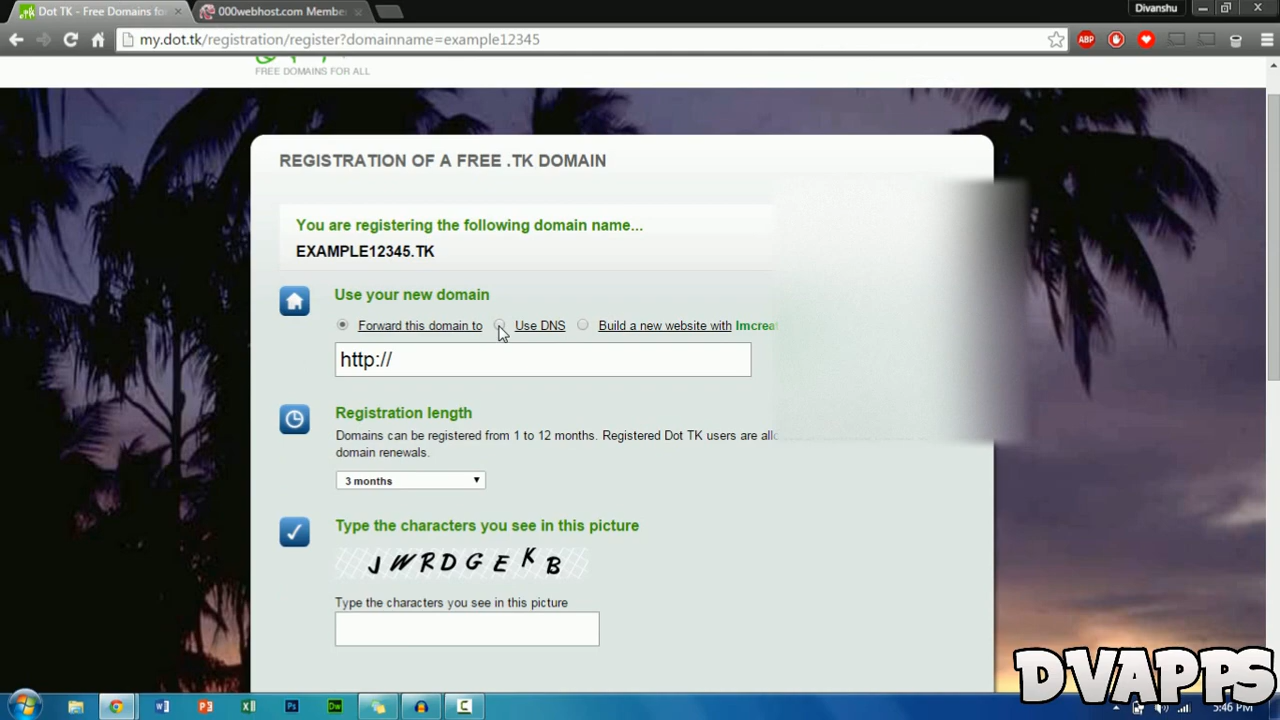 Dot TK - Free Domains fo
000webhost.com Membe
Divanshu
my.dot.tk/registration/register?domainname=example12345
ABP
FREE DOMAINS FOR ALL
REGISTRATION OF A FREE .TK DOMAIN
You are registering the following domain name...
EXAMPLE12345.TK
Use your new domain
Forward this domain to Use DNS Build a new website with Imcrea
http://
Registration length
Domains can be registered from 1 to 12 months. Registered Dot TK users are
domain renewals.
3 months
Type the characters you see in this picture
JWRDGEKB
Type the characters you see in this picture
DVAPPS
5:46 PM